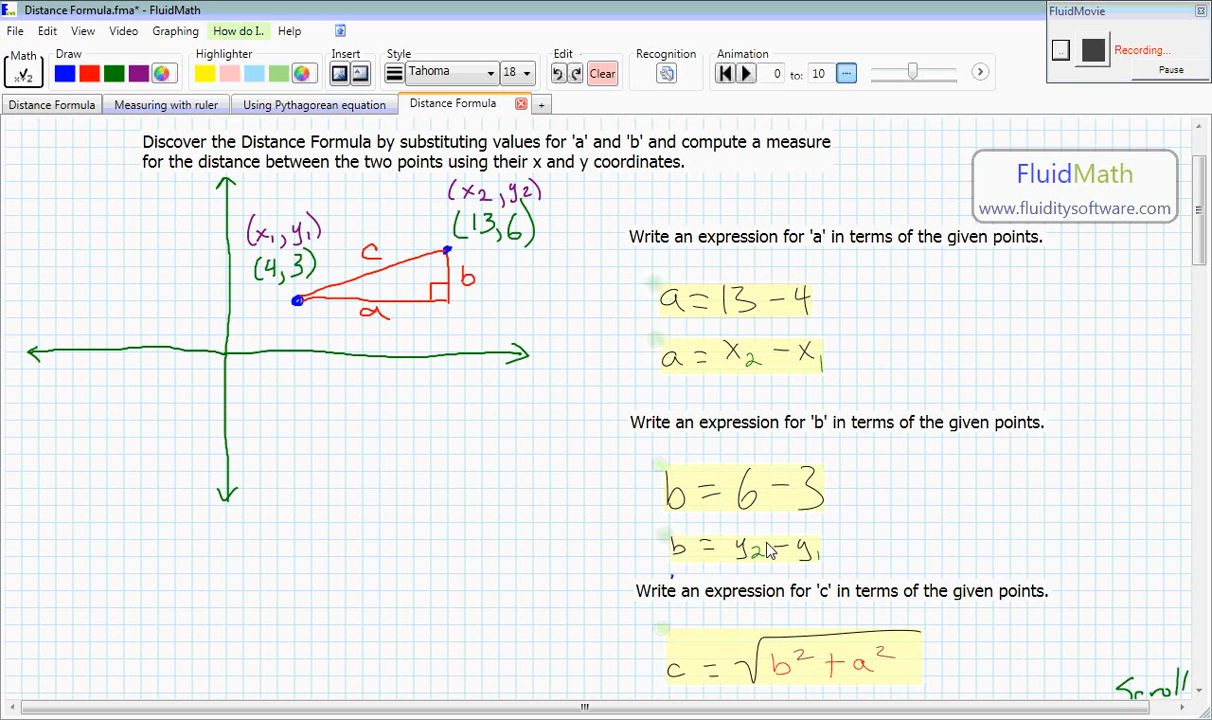 Distance Formula.fma* - FluidMath
FluidMovie
File Edit View Video Graphing How do I.. Help
Recording...
Pause
Math Draw Highlighter Insert Style Edit Recognition Animation
√2 Tahoma 18 Clear 0 to: 10
Distance Formula Measuring with ruler Using Pythagorean equation Distance Formula
Discover the Distance Formula by substituting values for 'a' and 'b' and compute a measure
for the distance between the two points using their x and y coordinates.
FluidMath
www.fluiditysoftware.com
(x₂, y₂)
(13,6)
(x₁, y₁)
(4,3)
c
b
a
Write an expression for 'a' in terms of the given points.
a = 13 - 4
a = x₂ - x₁
Write an expression for 'b' in terms of the given points.
b = 6 - 3
b = y₂ - y₁
Write an expression for 'c' in terms of the given points.
c = √(b² + a²)
Scroll